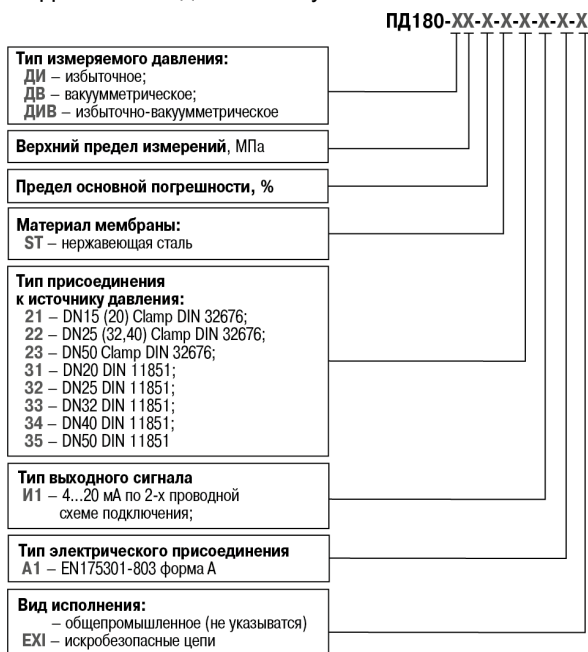 ПД180-ХХ-Х-Х-Х-Х-Х-Х
Тип измеряемого давления:
ДИ – избыточное;
ДВ – вакуумметрическое;
ДИВ – избыточно-вакуумметрическое
Верхний предел измерений, МПа
Предел основной погрешности, %
Материал мембраны:
ST – нержавеющая сталь
Тип присоединения
к источнику давления:
21 – DN15 (20) Clamp DIN 32676;
22 – DN25 (32,40) Clamp DIN 32676;
23 – DN50 Clamp DIN 32676;
31 – DN20 DIN 11851;
32 – DN25 DIN 11851;
33 – DN32 DIN 11851;
34 – DN40 DIN 11851;
35 – DN50 DIN 11851
Тип выходного сигнала
И1 – 4...20 мА по 2-х проводной
схеме подключения;
Тип электрического присоединения
А1 – EN175301-803 форма А
Вид исполнения:
– общепромышленное (не указыватся)
EXI – искробезопасные цепи